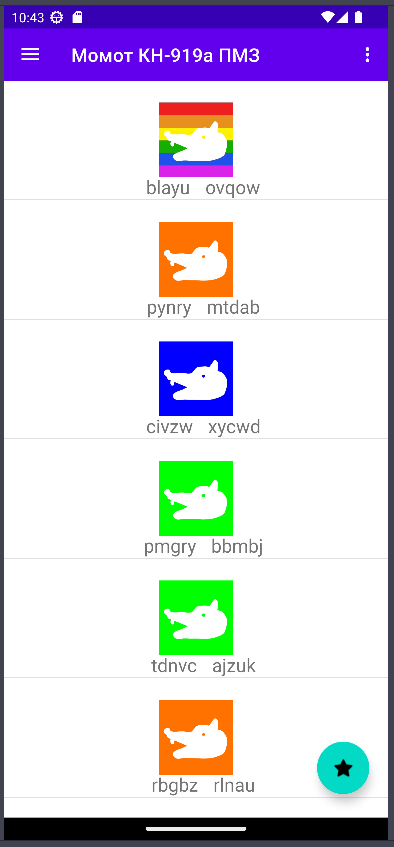 10:43
Момот КН-919а ПМЗ
blayu ovqow
pynry mtdab
civzw xycwd
pmgry bbmbj
tdnvc ajzuk
rbgbz rlnau